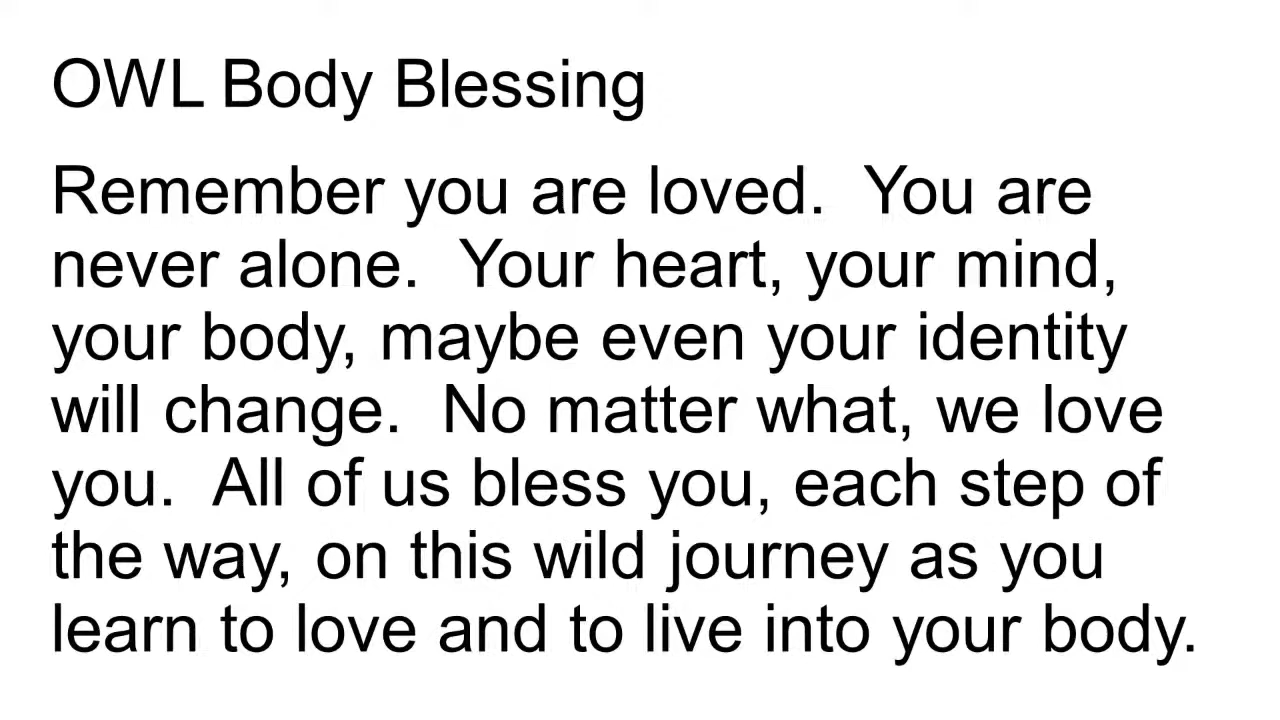 OWL Body Blessing
Remember you are loved.  You are
never alone.  Your heart, your mind,
your body, maybe even your identity
will change.  No matter what, we love
you.  All of us bless you, each step of
the way, on this wild journey as you
learn to love and to live into your body.